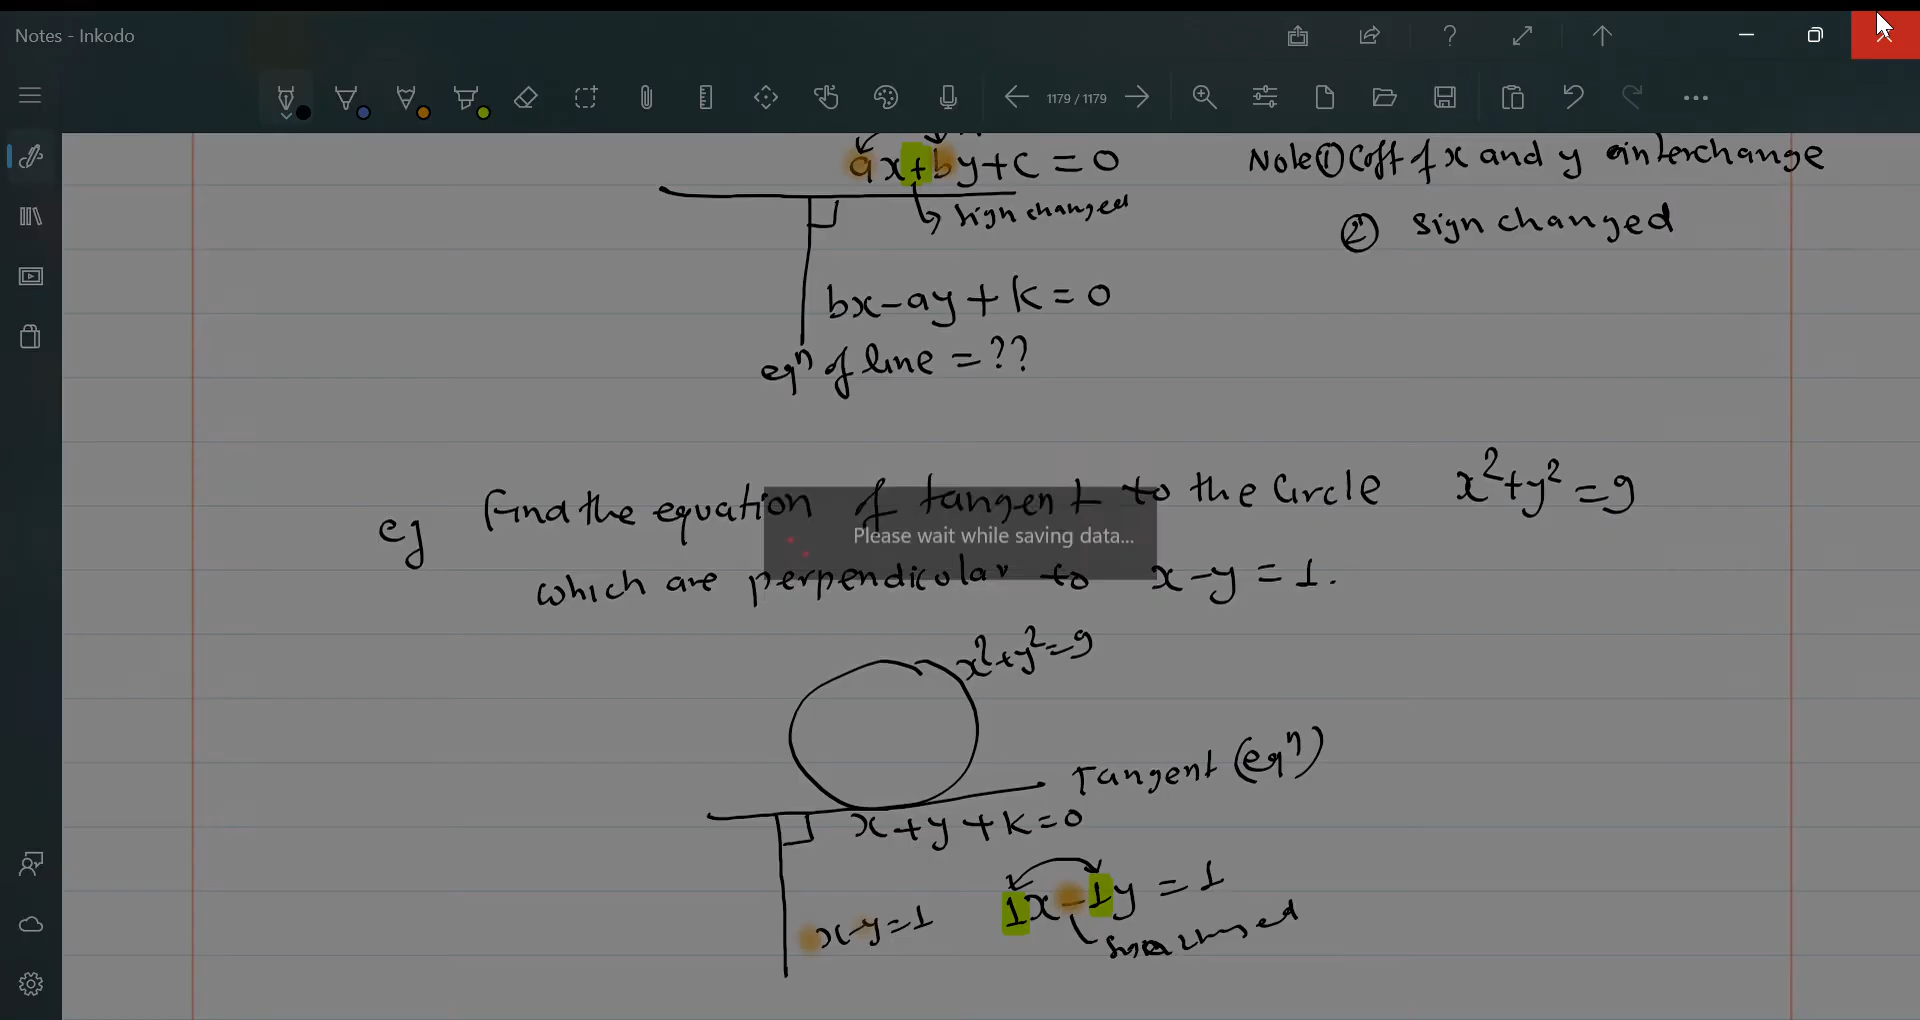 Notes - Inkodo
1179 / 1179
ax+by+c=0
Sign changed
Note ① Coff of x and y interchange
② Sign changed
bx-ay+k=0
eqⁿ of line = ??
eg Find the equation of tangent to the Circle x²+y²=9
Please wait while saving data...
which are perpendicular to x-y=1.
x²+y²=9
Tangent (eqⁿ)
x+y+k=0
1x-1y=1
x-y=1